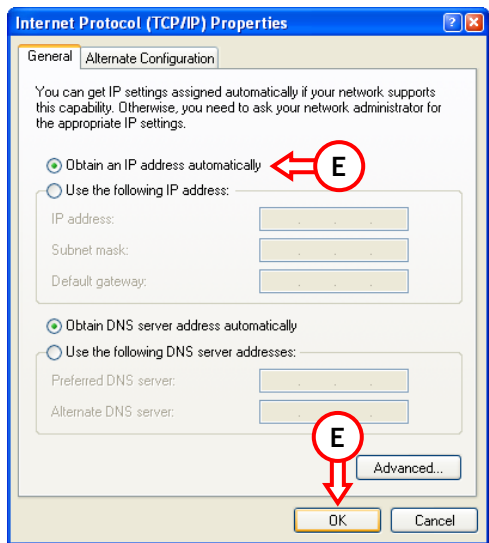 Internet Protocol (TCP/IP) Properties
General
Alternate Configuration
You can get IP settings assigned automatically if your network supports
this capability. Otherwise, you need to ask your network administrator for
the appropriate IP settings.
Obtain an IP address automatically
E
Use the following IP address:
IP address:
Subnet mask:
Default gateway:
Obtain DNS server address automatically
Use the following DNS server addresses:
Preferred DNS server:
Alternate DNS server:
E
Advanced...
OK
Cancel